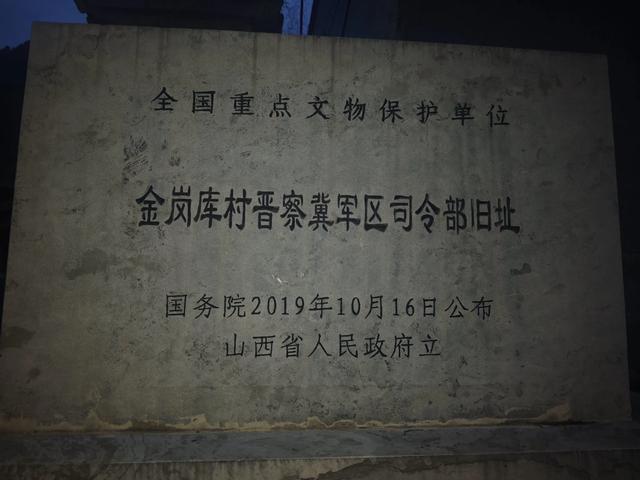 全国重点文物保护单位
金岗库村晋察冀军区司令部旧址
国务院2019年10月16日公布
山西省人民政府立